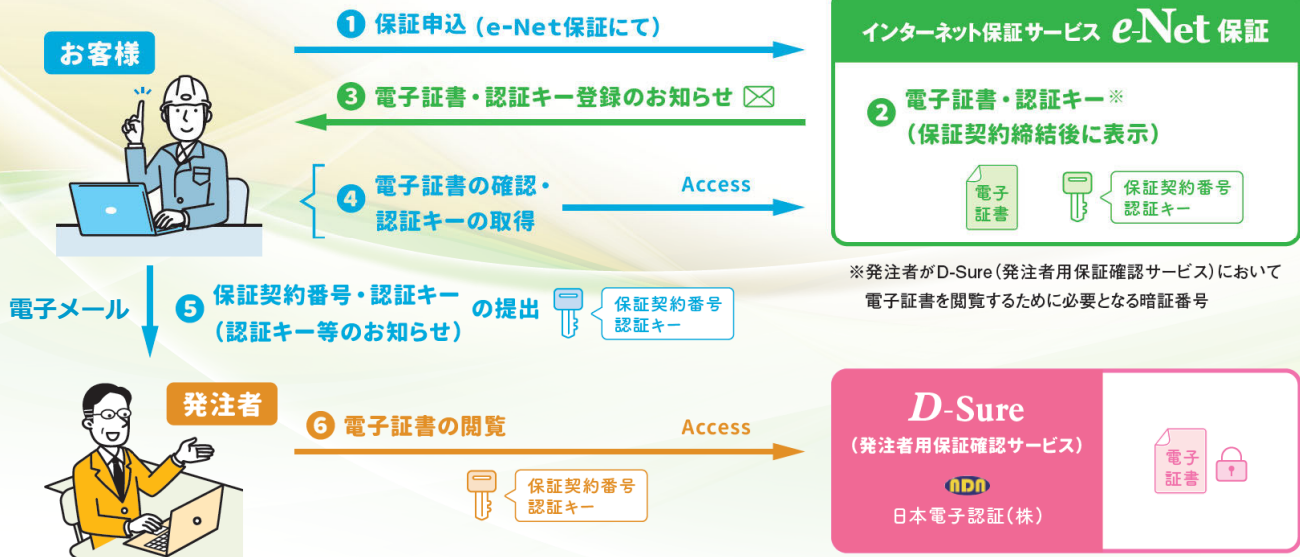 お客様
❶ 保証申込 (e-Net保証にて)
インターネット保証サービス e-Net 保証
❷ 電子証書・認証キー※
(保証契約締結後に表示)
電子
証書
保証契約番号
認証キー
❸ 電子証書・認証キー登録のお知らせ
❹ 電子証書の確認・
認証キーの取得
Access
※発注者がD-Sure(発注者用保証確認サービス)において
電子証書を閲覧するために必要となる暗証番号
電子メール
❺ 保証契約番号・認証キー
(認証キー等のお知らせ)
の提出
保証契約番号
認証キー
発注者
❻ 電子証書の閲覧
Access
保証契約番号
認証キー
D-Sure
(発注者用保証確認サービス)
NDN
日本電子認証(株)
電子
証書